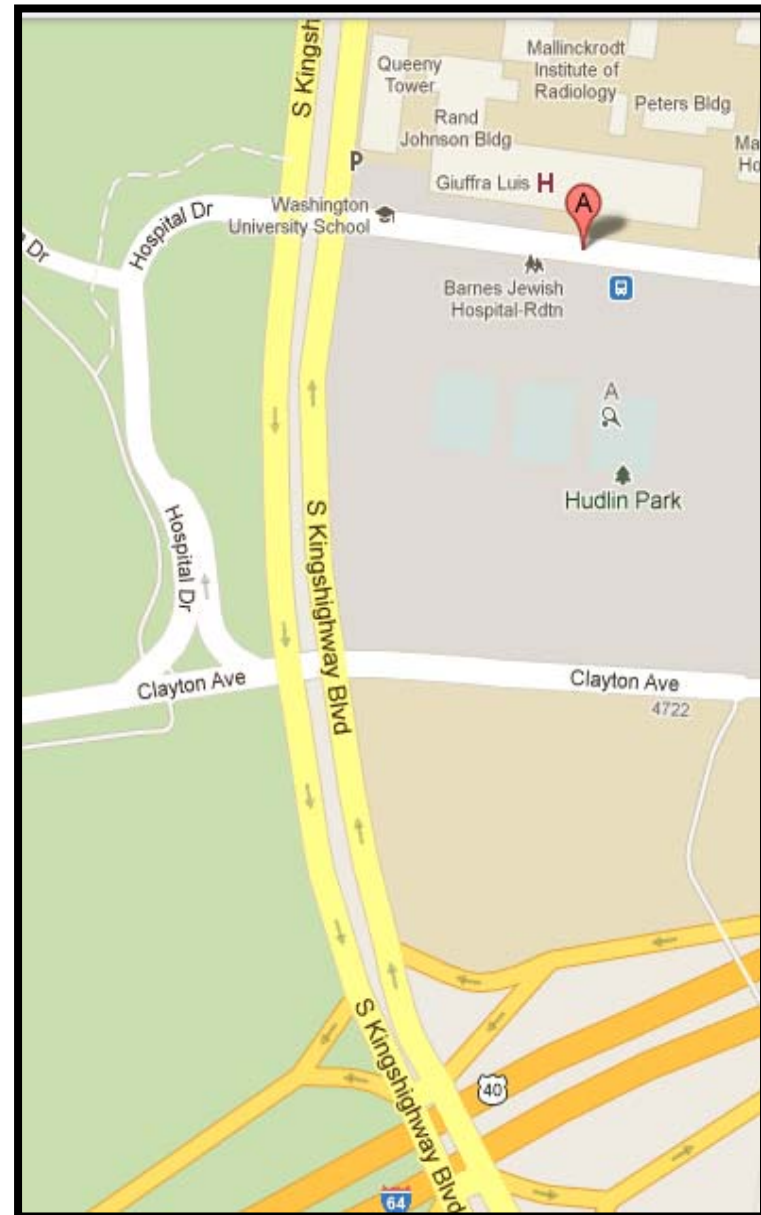 S Kingsh
Mallinckrodt
Institute of
Radiology
Queeny
Tower
Peters Bldg
Rand
Johnson Bldg
Ma
Ho
P
Giuffra Luis H
A
Hospital Dr
Washington
University School
Dr
Barnes Jewish
Hospital-Rdtn
A
Hudlin Park
S Kingshighway Blvd
Hospital Dr
Clayton Ave
Clayton Ave
4722
S Kingshighway Blvd
40
64